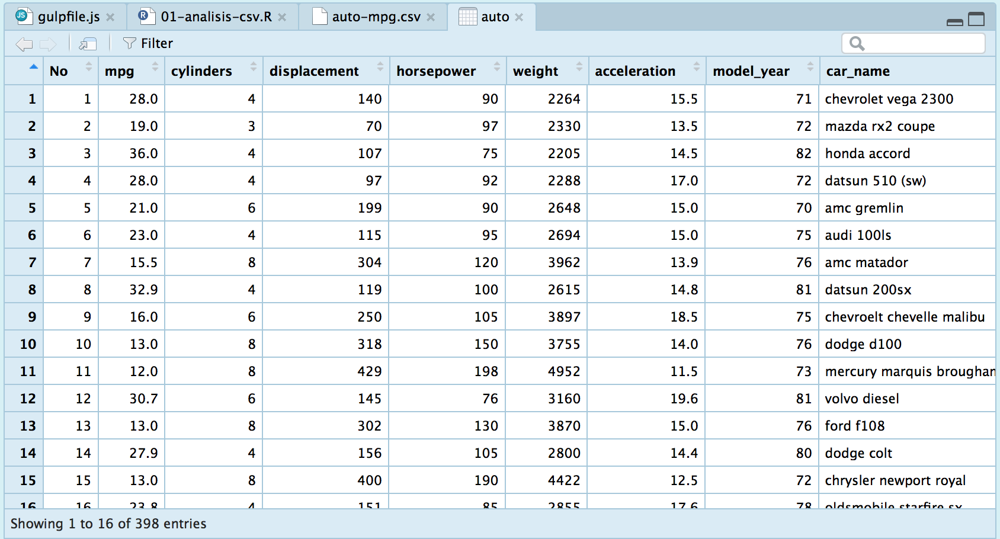 JS gulpfile.js R 01-analisis-csv.R auto-mpg.csv auto
Filter
No mpg cylinders displacement horsepower weight acceleration model_year car_name
1 1 28.0 4 140 90 2264 15.5 71 chevrolet vega 2300
2 2 19.0 3 70 97 2330 13.5 72 mazda rx2 coupe
3 3 36.0 4 107 75 2205 14.5 82 honda accord
4 4 28.0 4 97 92 2288 17.0 72 datsun 510 (sw)
5 5 21.0 6 199 90 2648 15.0 70 amc gremlin
6 6 23.0 4 115 95 2694 15.0 75 audi 100ls
7 7 15.5 8 304 120 3962 13.9 76 amc matador
8 8 32.9 4 119 100 2615 14.8 81 datsun 200sx
9 9 16.0 6 250 105 3897 18.5 75 chevroelt chevelle malibu
10 10 13.0 8 318 150 3755 14.0 76 dodge d100
11 11 12.0 8 429 198 4952 11.5 73 mercury marquis brougham
12 12 30.7 6 145 76 3160 19.6 81 volvo diesel
13 13 13.0 8 302 130 3870 15.0 76 ford f108
14 14 27.9 4 156 105 2800 14.4 80 dodge colt
15 15 13.0 8 400 190 4422 12.5 72 chrysler newport royal
16 16 23.8 4 151 85 2855 17.6 78 oldsmobile starfire sx
Showing 1 to 16 of 398 entries